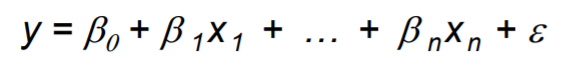 y = β₀ + β₁x₁ + ... + βₙxₙ + ε